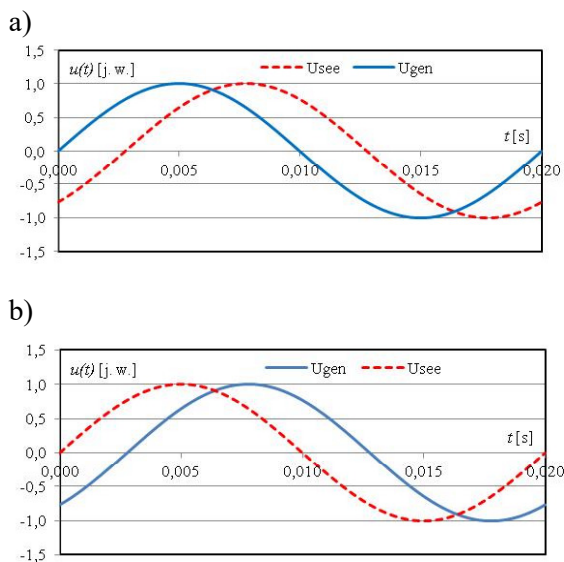 a)
1,5
u(t) [j. w.] Usee Ugen
1,0
0,5
t [s]
0,0
0,000 0,005 0,010 0,015 0,020
-0,5
-1,0
-1,5
b)
1,5
u(t) [j. w.] Ugen Usee
1,0
0,5
t [s]
0,0
0,000 0,005 0,010 0,015 0,020
-0,5
-1,0
-1,5